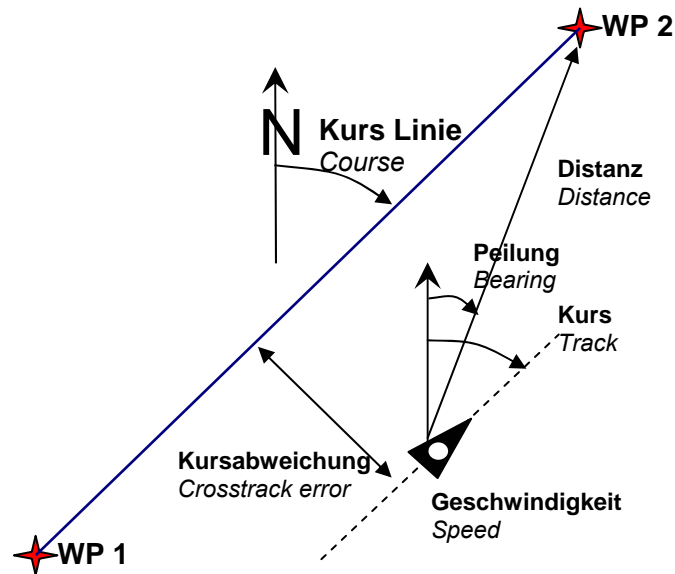 WP 2
N
Kurs Linie
Course
Distanz
Distance
Peilung
Bearing
Kurs
Track
Kursabweichung
Crosstrack error
Geschwindigkeit
Speed
WP 1